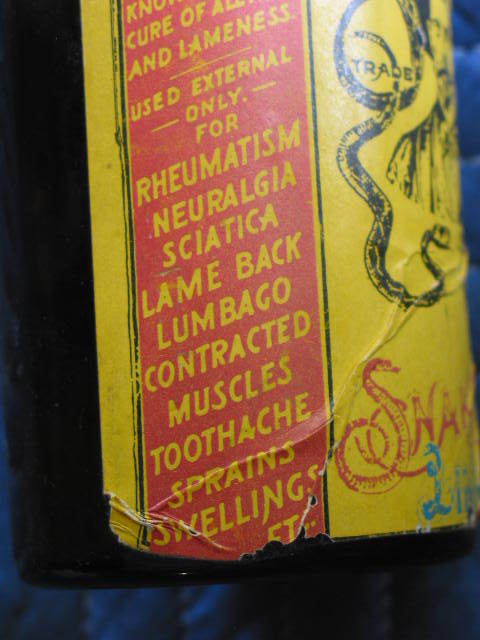 CURE OF
AND LAMENESS.
USED EXTERNAL
ONLY.
FOR
RHEUMATISM
NEURALGIA
SCIATICA
LAME BACK
LUMBAGO
CONTRACTED
MUSCLES
TOOTHACHE
SPRAINS
SWELLINGS
ETC.
TRADE